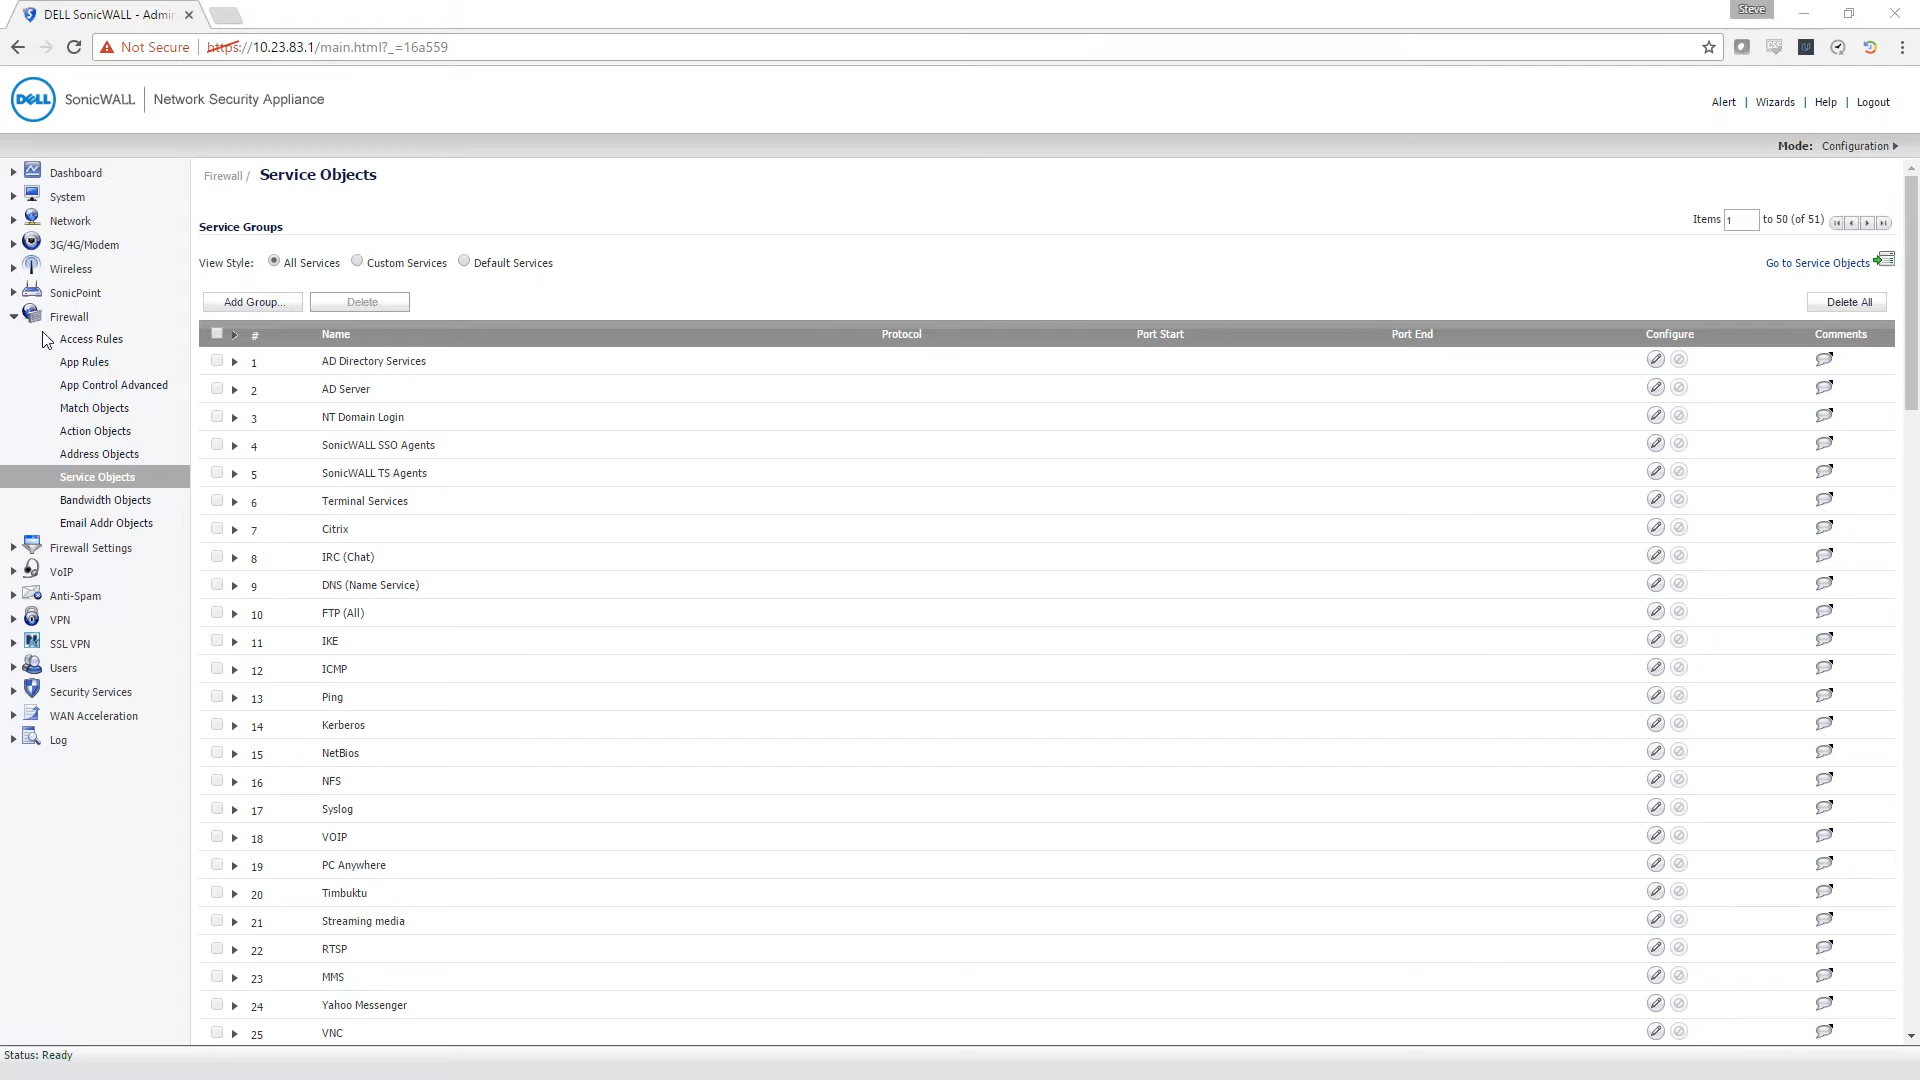 DELL SonicWALL - Admin
Steve
Not Secure
https://10.23.83.1/main.html?_=16a559
DELL
SonicWALL
Network Security Appliance
Alert | Wizards | Help | Logout
Mode: Configuration
Dashboard
System
Network
3G/4G/Modem
Wireless
SonicPoint
Firewall
Access Rules
App Rules
App Control Advanced
Match Objects
Action Objects
Address Objects
Service Objects
Bandwidth Objects
Email Addr Objects
Firewall Settings
VoIP
Anti-Spam
VPN
SSL VPN
Users
Security Services
WAN Acceleration
Log
Firewall / Service Objects
Service Groups
Items 1 to 50 (of 51)
View Style: All Services Custom Services Default Services
Go to Service Objects
Add Group... Delete
Delete All
# Name Protocol Port Start Port End Configure Comments
1 AD Directory Services
2 AD Server
3 NT Domain Login
4 SonicWALL SSO Agents
5 SonicWALL TS Agents
6 Terminal Services
7 Citrix
8 IRC (Chat)
9 DNS (Name Service)
10 FTP (All)
11 IKE
12 ICMP
13 Ping
14 Kerberos
15 NetBios
16 NFS
17 Syslog
18 VOIP
19 PC Anywhere
20 Timbuktu
21 Streaming media
22 RTSP
23 MMS
24 Yahoo Messenger
25 VNC
Status: Ready